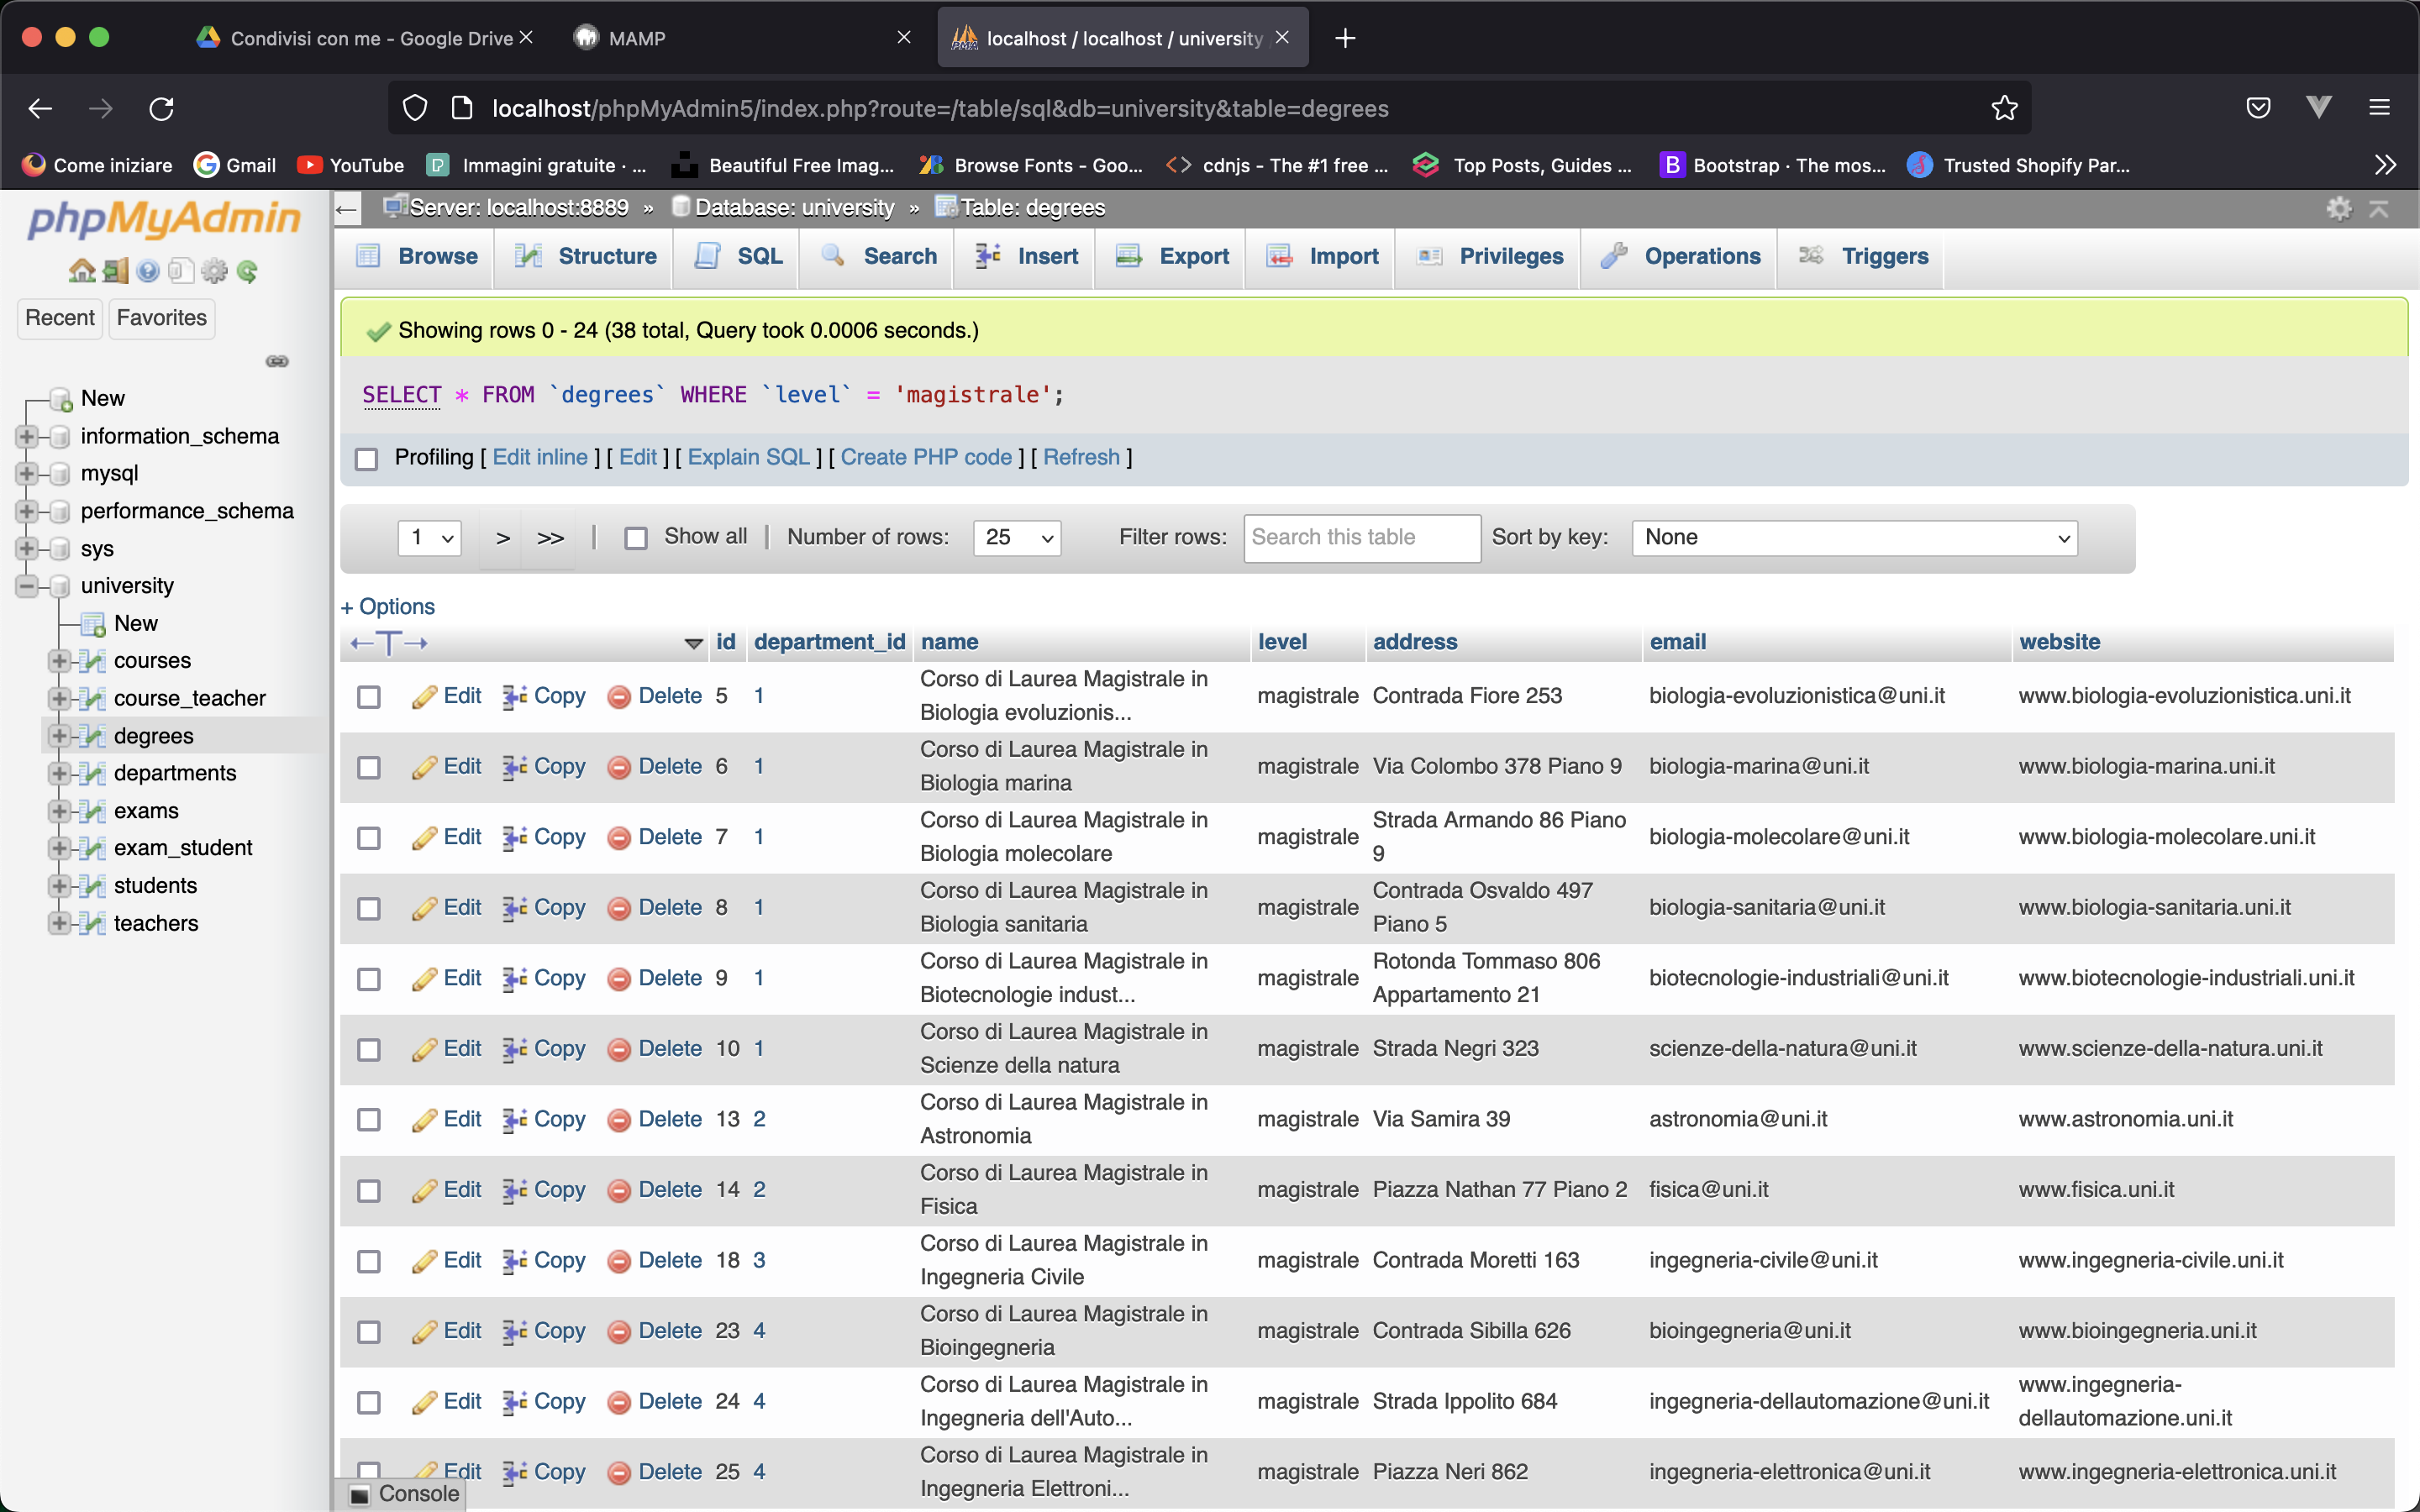 Condivisi con me - Google Drive
MAMP
localhost / localhost / university
localhost/phpMyAdmin5/index.php?route=/table/sql&db=university&table=degrees
Come iniziare
Gmail
YouTube
Immagini gratuite · ...
Beautiful Free Imag...
Browse Fonts - Goo...
cdnjs - The #1 free ...
Top Posts, Guides ...
Bootstrap · The mos...
Trusted Shopify Par...
phpMyAdmin
Recent
Favorites
New
information_schema
mysql
performance_schema
sys
university
New
courses
course_teacher
degrees
departments
exams
exam_student
students
teachers
Server: localhost:8889 » Database: university » Table: degrees
Browse Structure SQL Search Insert Export Import Privileges Operations Triggers
Showing rows 0 - 24 (38 total, Query took 0.0006 seconds.)
SELECT * FROM `degrees` WHERE `level` = 'magistrale';
Profiling [ Edit inline ] [ Edit ] [ Explain SQL ] [ Create PHP code ] [ Refresh ]
1 > >> | Show all | Number of rows: 25 Filter rows: Search this table Sort by key: None
+ Options
←T→ id department_id name level address email website
Edit Copy Delete 5 1 Corso di Laurea Magistrale in Biologia evoluzionis... magistrale Contrada Fiore 253 biologia-evoluzionistica@uni.it www.biologia-evoluzionistica.uni.it
Edit Copy Delete 6 1 Corso di Laurea Magistrale in Biologia marina magistrale Via Colombo 378 Piano 9 biologia-marina@uni.it www.biologia-marina.uni.it
Edit Copy Delete 7 1 Corso di Laurea Magistrale in Biologia molecolare magistrale Strada Armando 86 Piano 9 biologia-molecolare@uni.it www.biologia-molecolare.uni.it
Edit Copy Delete 8 1 Corso di Laurea Magistrale in Biologia sanitaria magistrale Contrada Osvaldo 497 Piano 5 biologia-sanitaria@uni.it www.biologia-sanitaria.uni.it
Edit Copy Delete 9 1 Corso di Laurea Magistrale in Biotecnologie indust... magistrale Rotonda Tommaso 806 Appartamento 21 biotecnologie-industriali@uni.it www.biotecnologie-industriali.uni.it
Edit Copy Delete 10 1 Corso di Laurea Magistrale in Scienze della natura magistrale Strada Negri 323 scienze-della-natura@uni.it www.scienze-della-natura.uni.it
Edit Copy Delete 13 2 Corso di Laurea Magistrale in Astronomia magistrale Via Samira 39 astronomia@uni.it www.astronomia.uni.it
Edit Copy Delete 14 2 Corso di Laurea Magistrale in Fisica magistrale Piazza Nathan 77 Piano 2 fisica@uni.it www.fisica.uni.it
Edit Copy Delete 18 3 Corso di Laurea Magistrale in Ingegneria Civile magistrale Contrada Moretti 163 ingegneria-civile@uni.it www.ingegneria-civile.uni.it
Edit Copy Delete 23 4 Corso di Laurea Magistrale in Bioingegneria magistrale Contrada Sibilla 626 bioingegneria@uni.it www.bioingegneria.uni.it
Edit Copy Delete 24 4 Corso di Laurea Magistrale in Ingegneria dell'Auto... magistrale Strada Ippolito 684 ingegneria-dellautomazione@uni.it www.ingegneria-dellautomazione.uni.it
Edit Copy Delete 25 4 Corso di Laurea Magistrale in Ingegneria Elettroni... magistrale Piazza Neri 862 ingegneria-elettronica@uni.it www.ingegneria-elettronica.uni.it
Console